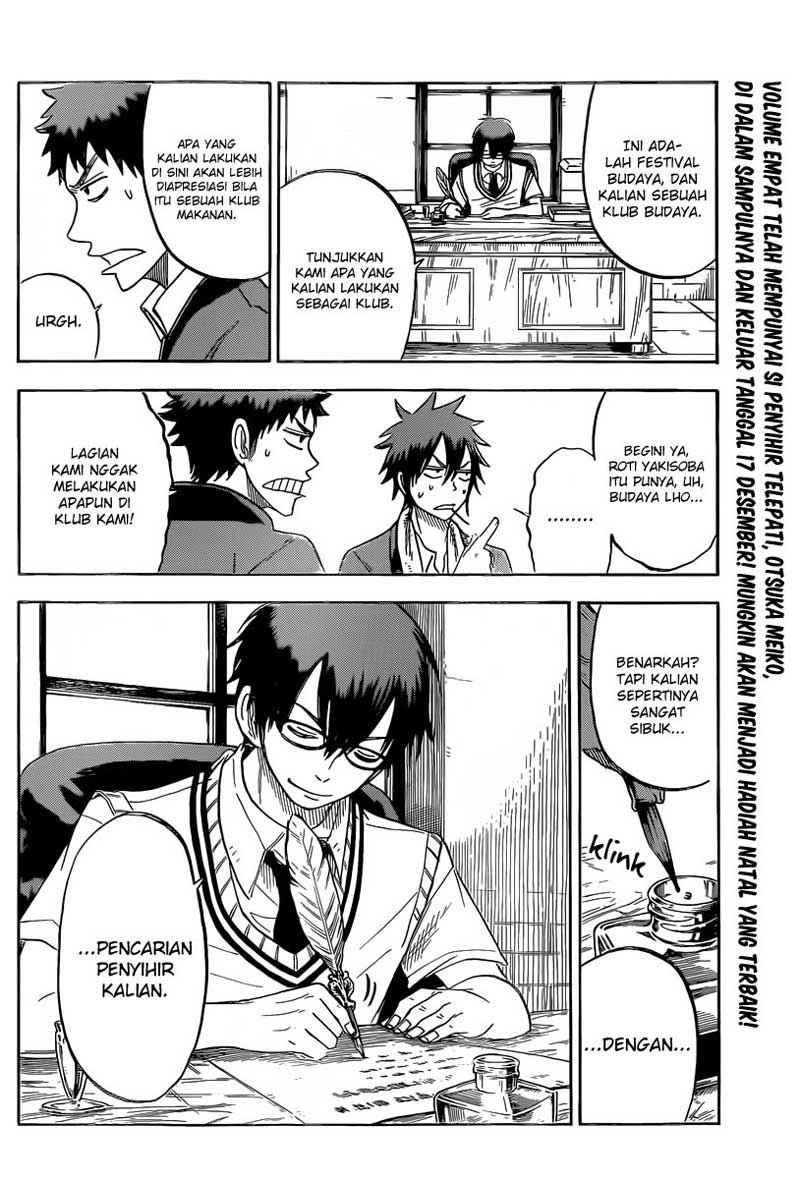 VOLUME EMPAT TELAH MEMPUNYAI SI PENYIHIR TELEPATI, OTSUKA MEIKO,
DI DALAM SAMPULNYA DAN KELUAR TANGGAL 17 DESEMBER! MUNGKIN AKAN MENJADI HADIAH NATAL YANG TERBAIK!
INI ADA-
LAH FESTIVAL
BUDAYA, DAN
KALIAN SEBUAH
KLUB BUDAYA.
TUNJUKKAN
KAMI APA YANG
KALIAN LAKUKAN
SEBAGAI KLUB.
APA YANG
KALIAN LAKUKAN
DI SINI AKAN LEBIH
DIAPRESIASI BILA
ITU SEBUAH KLUB
MAKANAN.
URGH.
BEGINI YA,
ROTI YAKISOBA
ITU PUNYA, UH,
BUDAYA LHO...
.........
LAGIAN
KAMI NGGAK
MELAKUKAN
APAPUN DI
KLUB KAMI!
BENARKAH?
TAPI KALIAN
SEPERTINYA
SANGAT
SIBUK...
klink
...DENGAN...
...PENCARIAN
PENYIHIR
KALIAN.